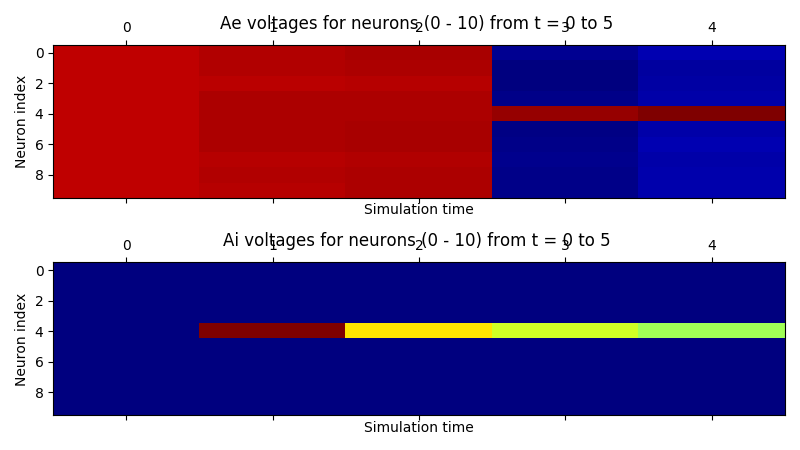 Ae voltages for neurons (0 - 10) from t = 0 to 5
0 1 2 3 4
0
2
4
6
8
Neuron index
Simulation time
Ai voltages for neurons (0 - 10) from t = 0 to 5
0 1 2 3 4
0
2
4
6
8
Neuron index
Simulation time